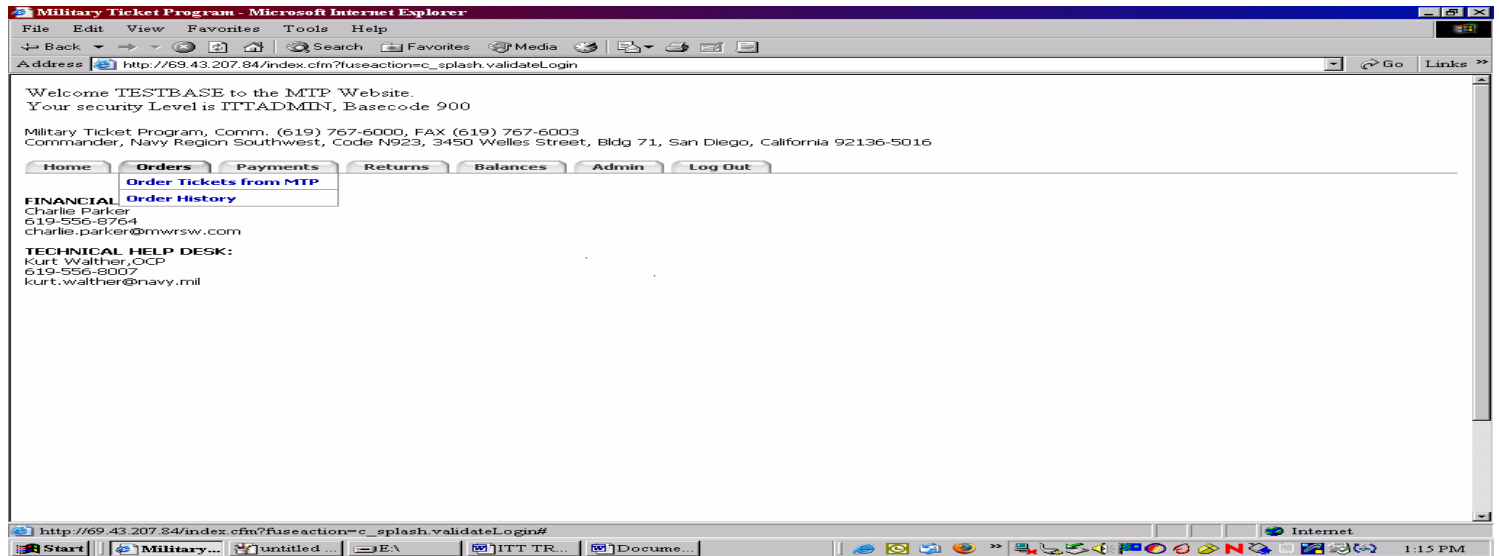 Military Ticket Program - Microsoft Internet Explorer
File Edit View Favorites Tools Help
Back Search Favorites Media
Address http://69.43.207.84/index.cfm?fuseaction=c_splash.validateLogin Go Links »
Welcome TESTBASE to the MTP Website.
Your security Level is ITTADMIN, Basecode 900
Military Ticket Program, Comm. (619) 767-6000, FAX (619) 767-6003
Commander, Navy Region Southwest, Code N923, 3450 Welles Street, Bldg 71, San Diego, California 92136-5016
Home Orders Payments Returns Balances Admin Log Out
Order Tickets from MTP
Order History
FINANCIAL
Charlie Parker
619-556-8764
charlie.parker@mwrsw.com
TECHNICAL HELP DESK:
Kurt Walther,OCP
619-556-8007
kurt.walther@navy.mil
http://69.43.207.84/index.cfm?fuseaction=c_splash.validateLogin# Internet
Start Military... untitled ... E:\ ITT TR... Docume... » 1:15 PM